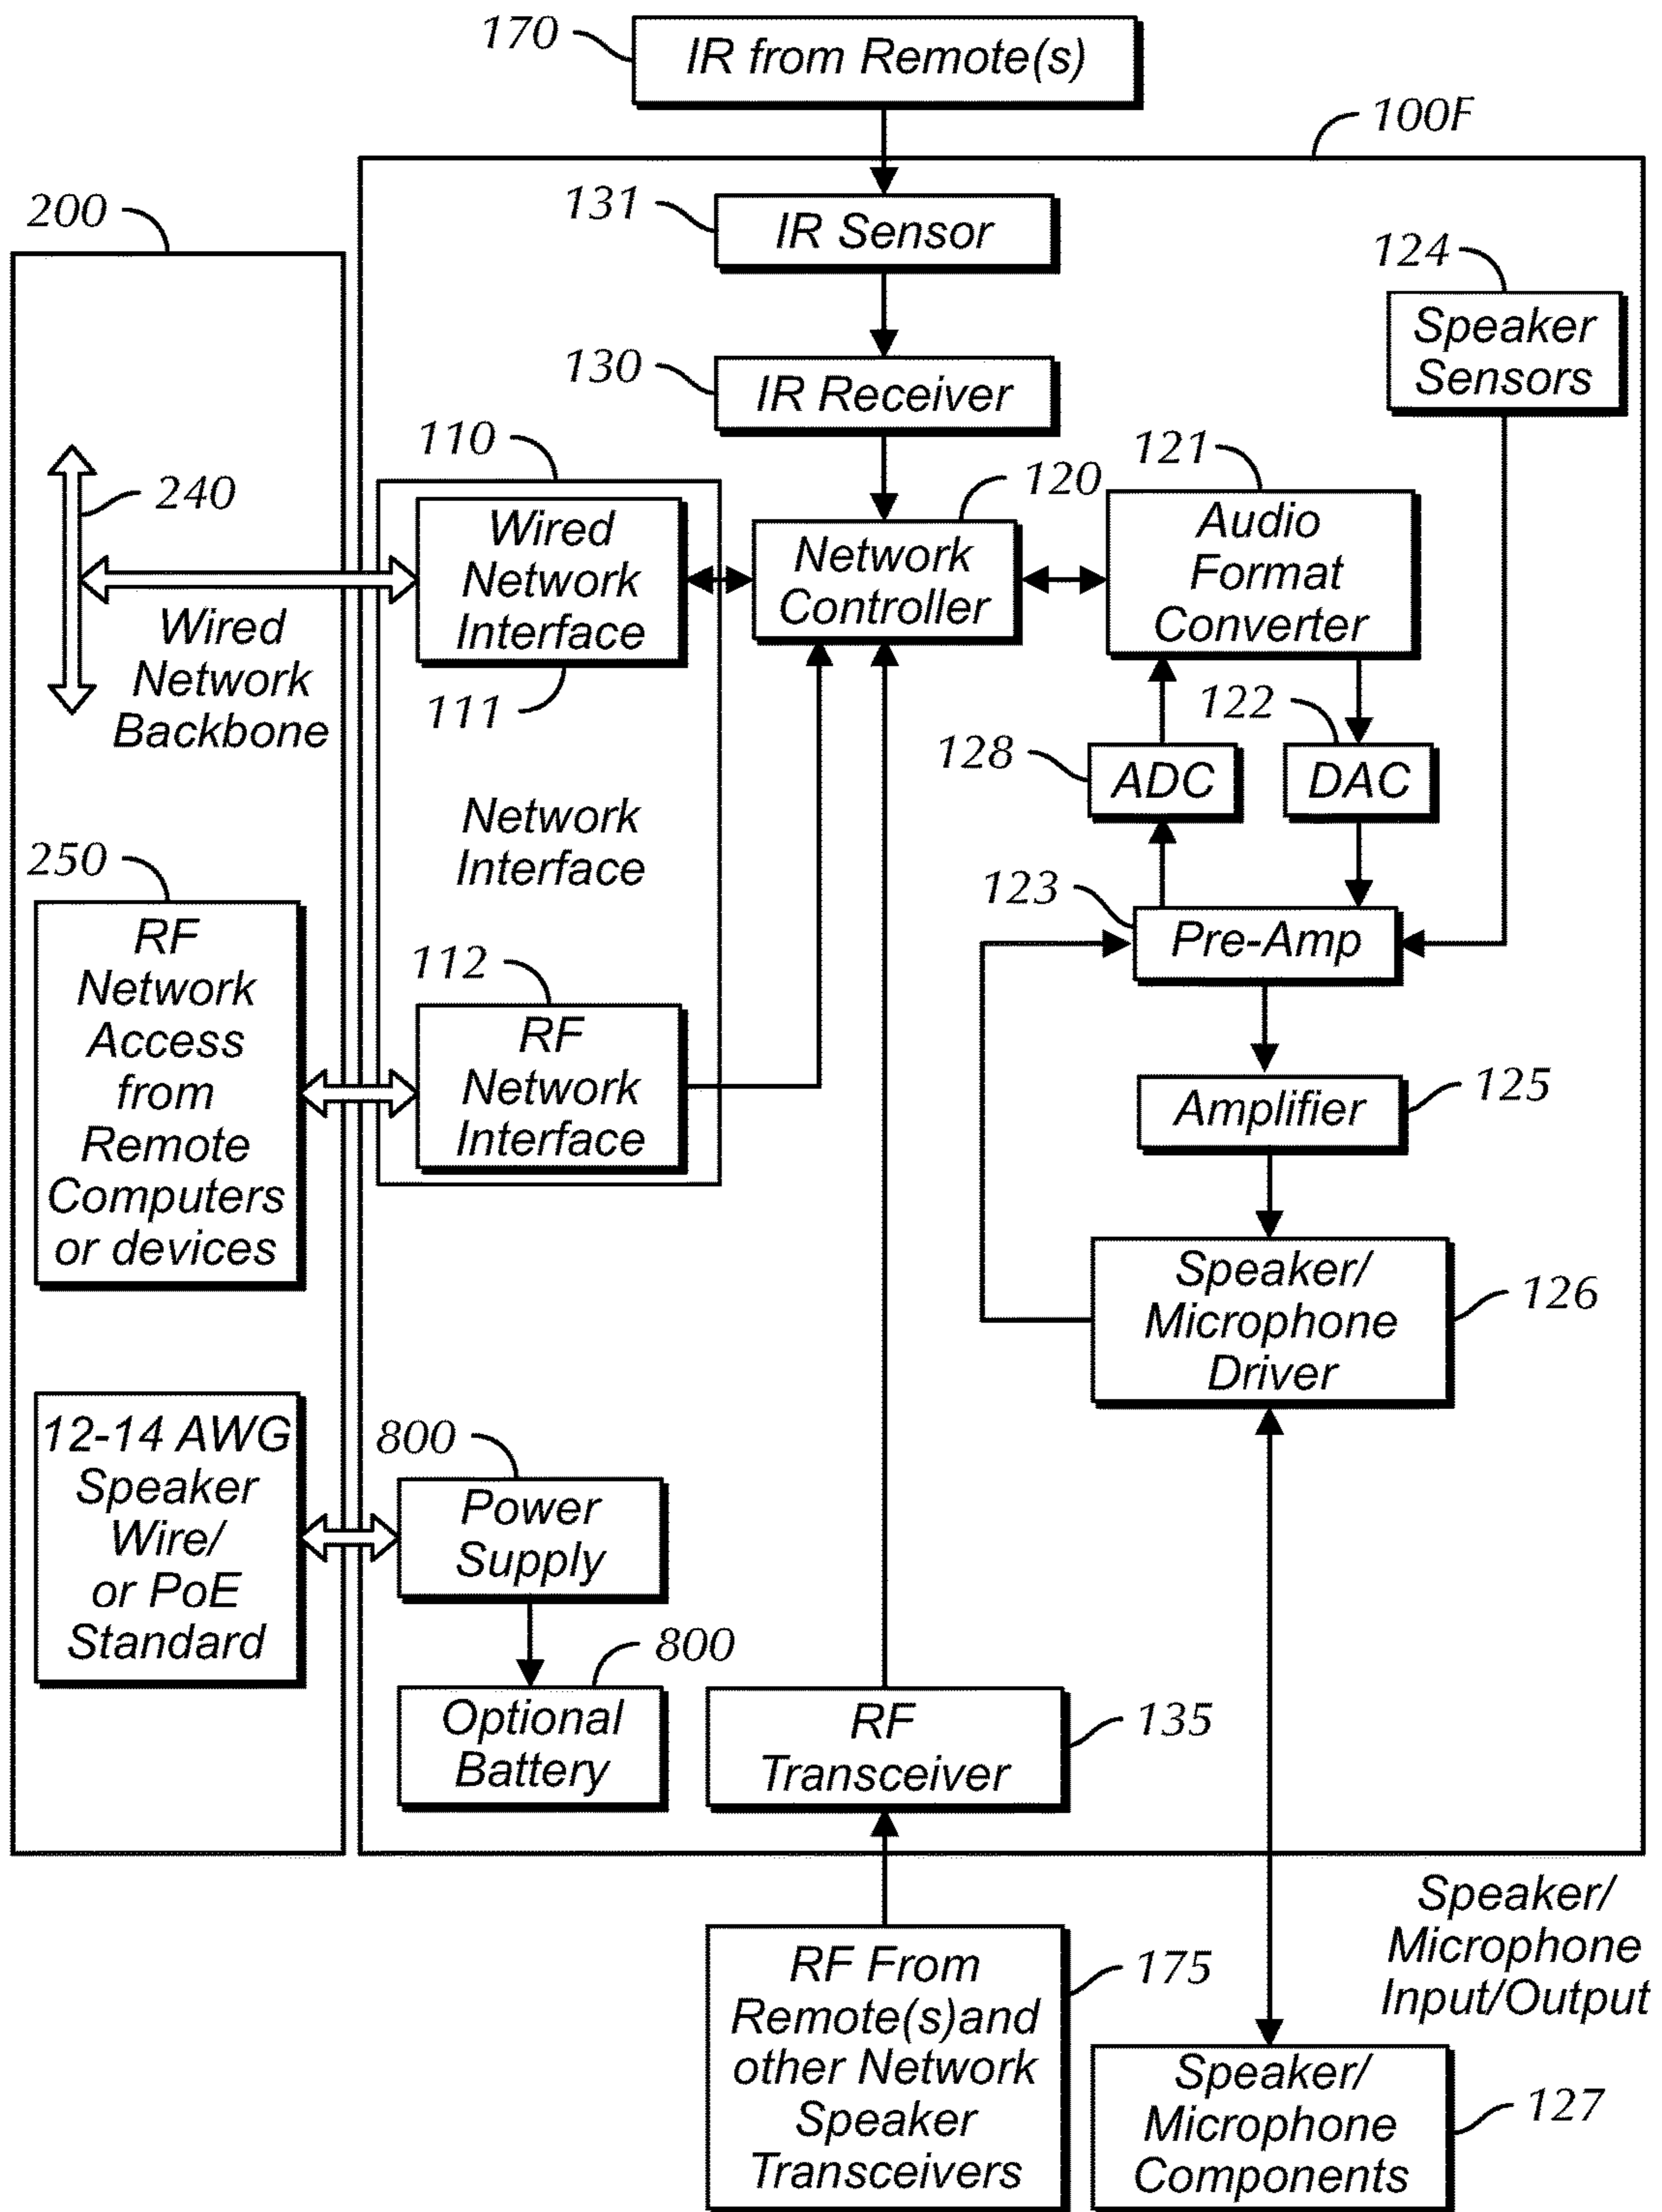 170
IR from Remote(s)
100F
131
IR Sensor
200
124
Speaker
Sensors
130
IR Receiver
110
121
240
120
Wired
Network
Interface
Network
Controller
Audio
Format
Converter
Wired
Network
Backbone
111
122
128
ADC
DAC
Network
Interface
250
123
Pre-Amp
RF
Network
Access
from
Remote
Computers
or devices
112
RF
Network
Interface
Amplifier
125
Speaker/
Microphone
Driver
126
12-14 AWG
Speaker
Wire/
or PoE
Standard
800
Power
Supply
800
Optional
Battery
RF
Transceiver
135
Speaker/
Microphone
Input/Output
RF From
Remote(s)and
other Network
Speaker
Transceivers
175
Speaker/
Microphone
Components
127